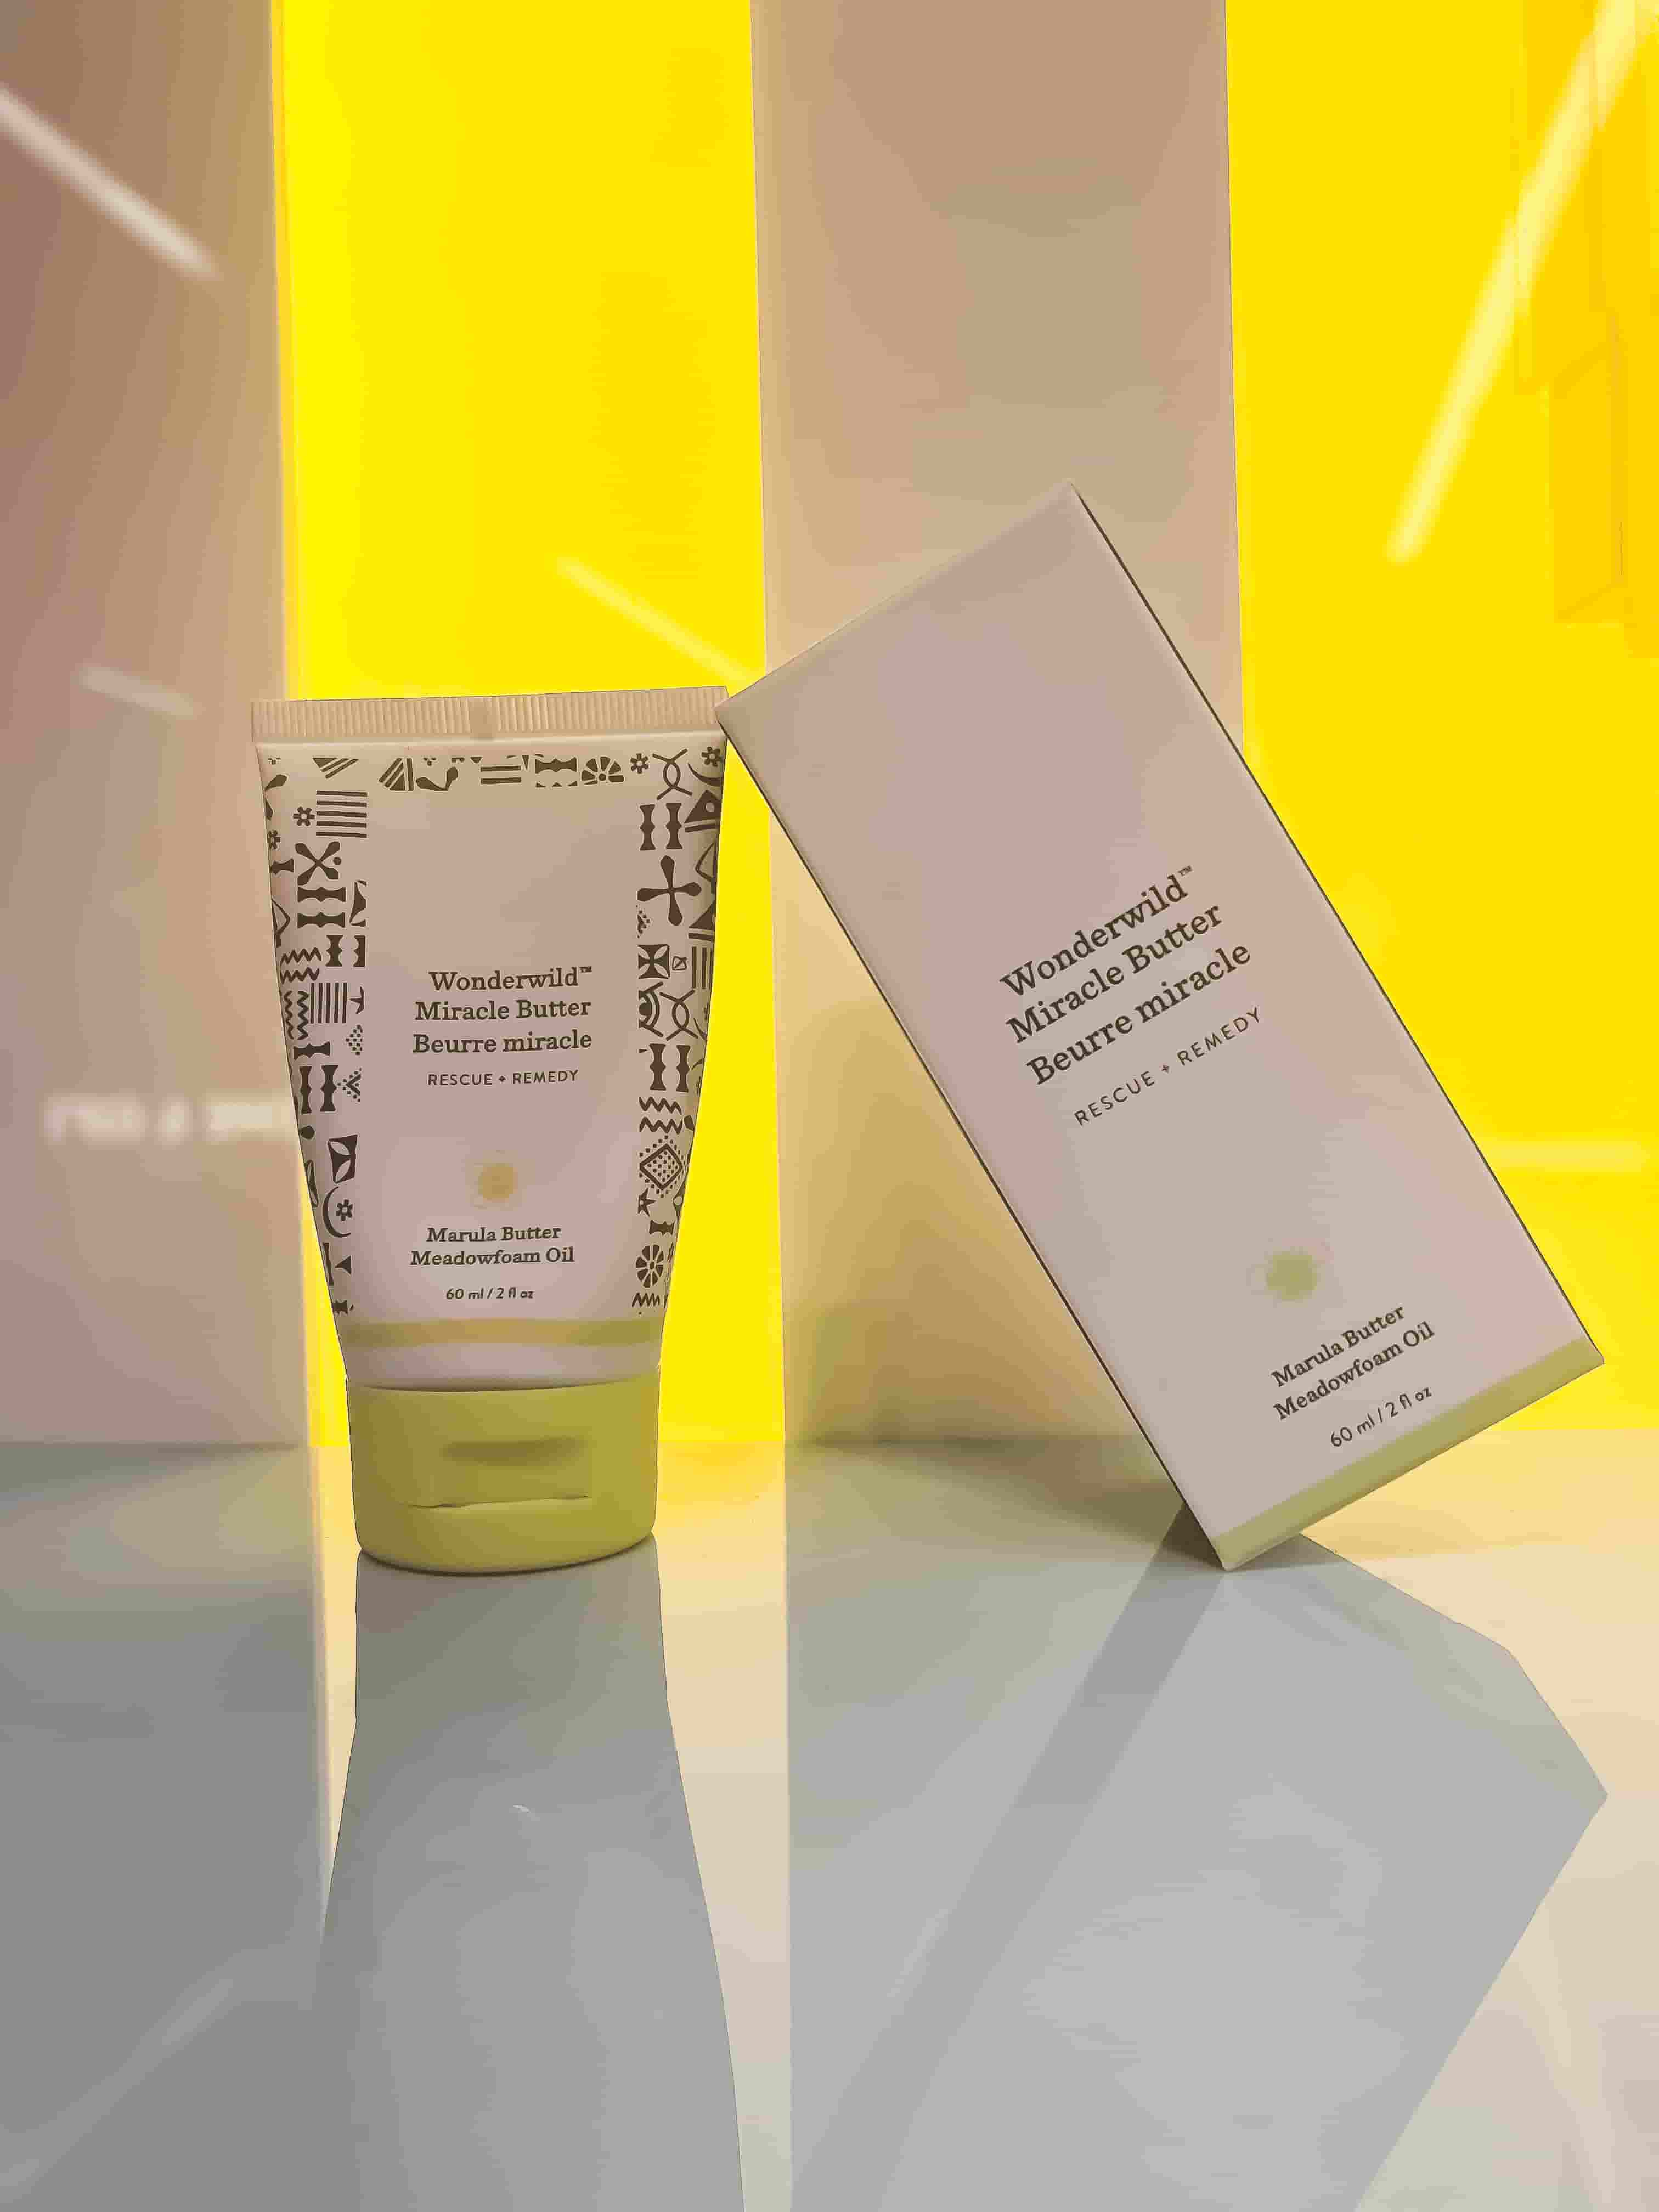 Wonderwild™
Miracle Butter
Beurre miracle
RESCUE + REMEDY
Marula Butter
Meadowfoam Oil
60 ml / 2 fl oz
Wonderwild™
Miracle Butter
Beurre miracle
RESCUE + REMEDY
Marula Butter
Meadowfoam Oil
60 ml / 2 fl oz